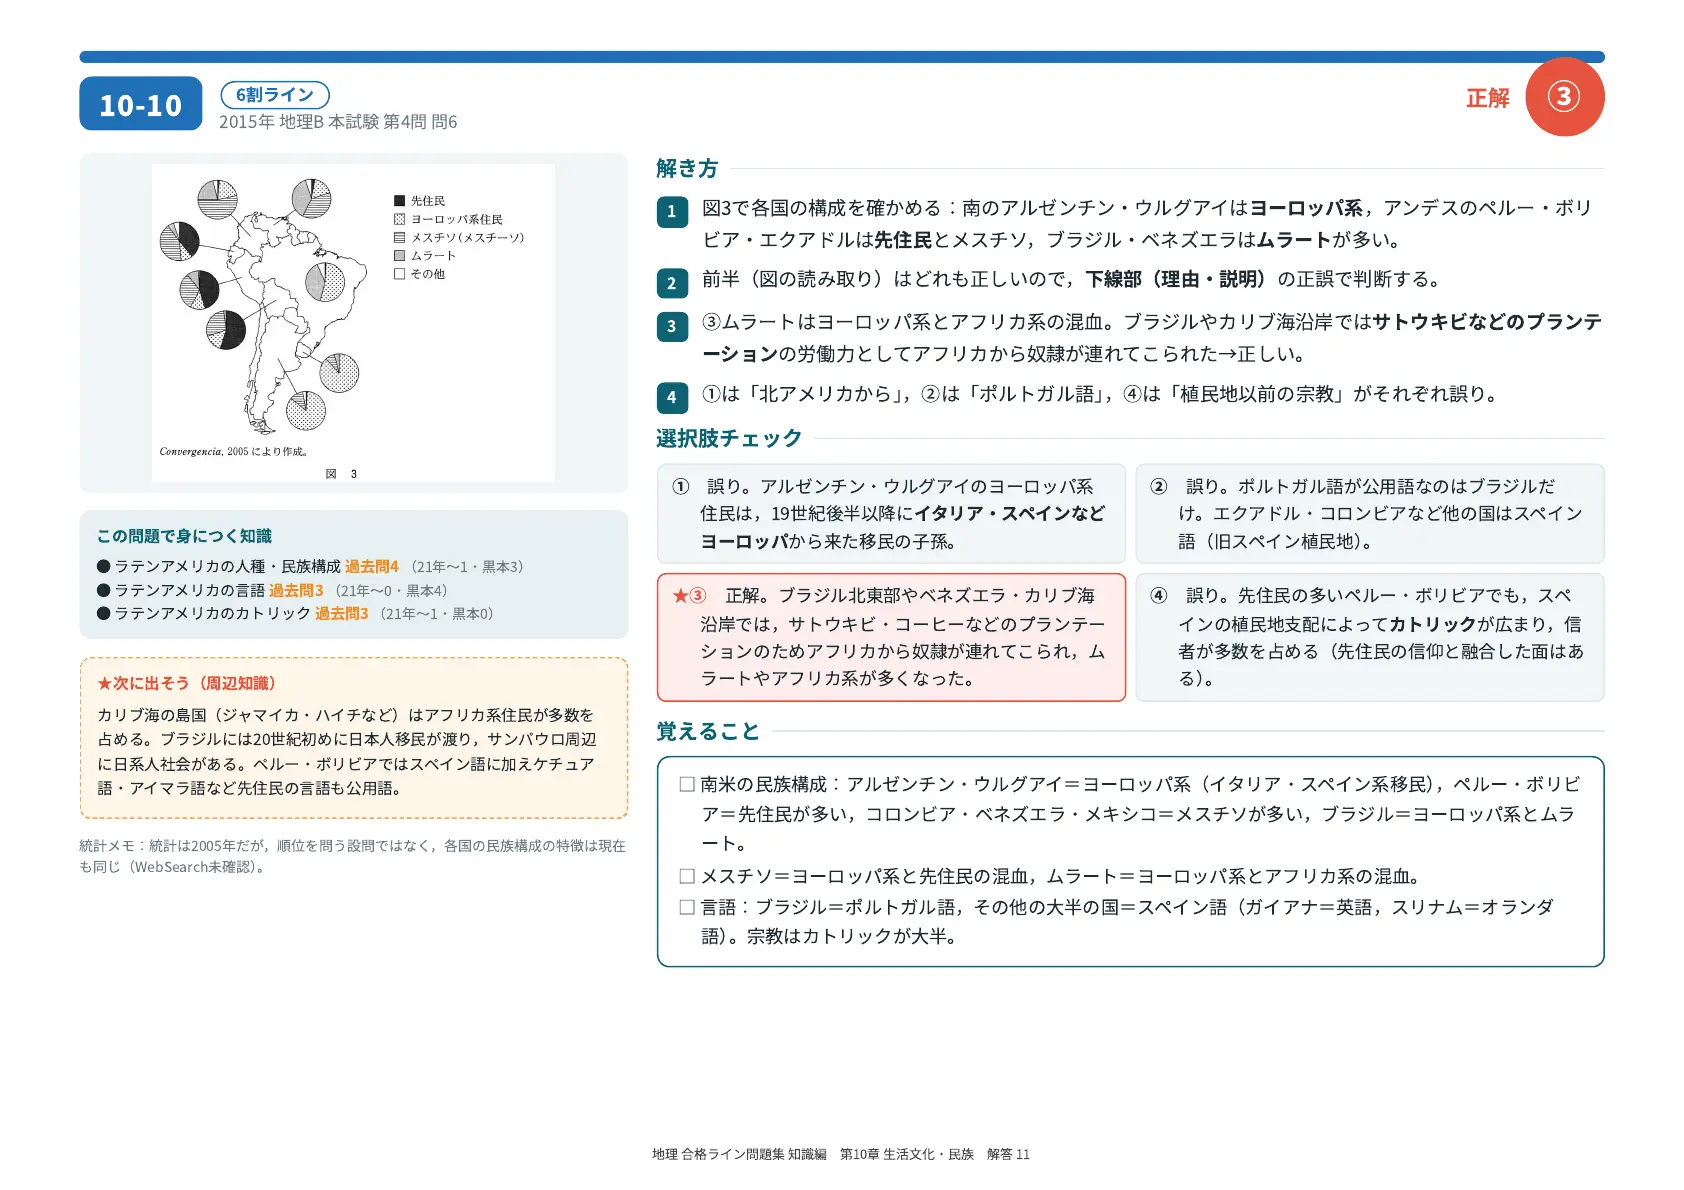 10-10
6割ライン
2015年 地理B 本試験 第4問 問6
正解 ③
先住民
ヨーロッパ系住民
メスチソ(メスチーソ)
ムラート
その他
Convergencia, 2005 により作成。
図 3
この問題で身につく知識
● ラテンアメリカの人種・民族構成 過去問4 （21年〜1・黒本3）
● ラテンアメリカの言語 過去問3 （21年〜0・黒本4）
● ラテンアメリカのカトリック 過去問3 （21年〜1・黒本0）
★次に出そう（周辺知識）
カリブ海の島国（ジャマイカ・ハイチなど）はアフリカ系住民が多数を
占める。ブラジルには20世紀初めに日本人移民が渡り，サンパウロ周辺
に日系人社会がある。ペルー・ボリビアではスペイン語に加えケチュア
語・アイマラ語など先住民の言語も公用語。
統計メモ：統計は2005年だが，順位を問う設問ではなく，各国の民族構成の特徴は現在
も同じ（WebSearch未確認）。
解き方
1 図3で各国の構成を確かめる：南のアルゼンチン・ウルグアイはヨーロッパ系，アンデスのペルー・ボリ
ビア・エクアドルは先住民とメスチソ，ブラジル・ベネズエラはムラートが多い。
2 前半（図の読み取り）はどれも正しいので，下線部（理由・説明）の正誤で判断する。
3 ③ムラートはヨーロッパ系とアフリカ系の混血。ブラジルやカリブ海沿岸ではサトウキビなどのプランテ
ーションの労働力としてアフリカから奴隷が連れてこられた→正しい。
4 ①は「北アメリカから」，②は「ポルトガル語」，④は「植民地以前の宗教」がそれぞれ誤り。
選択肢チェック
① 誤り。アルゼンチン・ウルグアイのヨーロッパ系
住民は，19世紀後半以降にイタリア・スペインなど
ヨーロッパから来た移民の子孫。
② 誤り。ポルトガル語が公用語なのはブラジルだ
け。エクアドル・コロンビアなど他の国はスペイン
語（旧スペイン植民地）。
★③ 正解。ブラジル北東部やベネズエラ・カリブ海
沿岸では，サトウキビ・コーヒーなどのプランテー
ションのためアフリカから奴隷が連れてこられ，ム
ラートやアフリカ系が多くなった。
④ 誤り。先住民の多いペルー・ボリビアでも，スペ
インの植民地支配によってカトリックが広まり，信
者が多数を占める（先住民の信仰と融合した面はあ
る）。
覚えること
□ 南米の民族構成：アルゼンチン・ウルグアイ＝ヨーロッパ系（イタリア・スペイン系移民），ペルー・ボリビ
ア＝先住民が多い，コロンビア・ベネズエラ・メキシコ＝メスチソが多い，ブラジル＝ヨーロッパ系とムラ
ート。
□ メスチソ＝ヨーロッパ系と先住民の混血，ムラート＝ヨーロッパ系とアフリカ系の混血。
□ 言語：ブラジル＝ポルトガル語，その他の大半の国＝スペイン語（ガイアナ＝英語，スリナム＝オランダ
語）。宗教はカトリックが大半。
地理 合格ライン問題集 知識編 第10章 生活文化・民族 解答 11